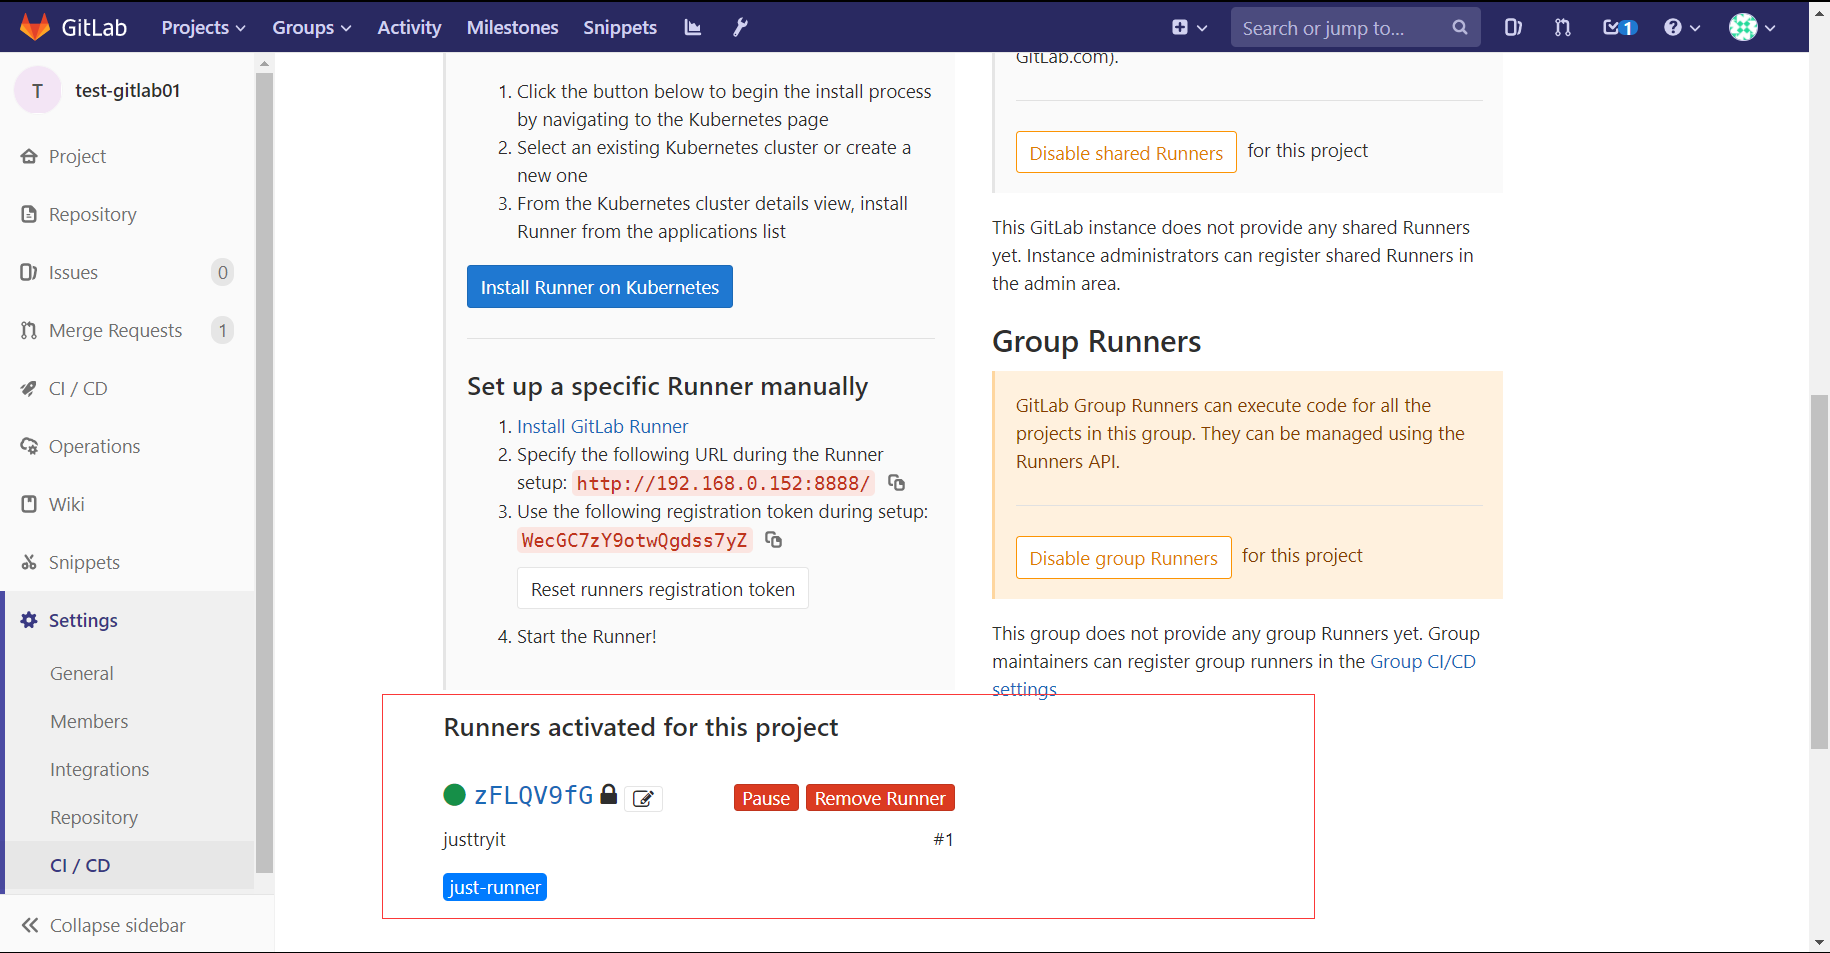 GitLab Projects Groups Activity Milestones Snippets Search or jump to... 1
T test-gitlab01
Project
Repository
Issues 0
Merge Requests 1
CI / CD
Operations
Wiki
Snippets
Settings
General
Members
Integrations
Repository
CI / CD
Collapse sidebar
1. Click the button below to begin the install process
by navigating to the Kubernetes page
2. Select an existing Kubernetes cluster or create a
new one
3. From the Kubernetes cluster details view, install
Runner from the applications list
Install Runner on Kubernetes
Set up a specific Runner manually
1. Install GitLab Runner
2. Specify the following URL during the Runner
setup: http://192.168.0.152:8888/
3. Use the following registration token during setup:
WecGC7zY9otwQgdss7yZ
Reset runners registration token
4. Start the Runner!
GitLab.com).
Disable shared Runners for this project
This GitLab instance does not provide any shared Runners
yet. Instance administrators can register shared Runners in
the admin area.
Group Runners
GitLab Group Runners can execute code for all the
projects in this group. They can be managed using the
Runners API.
Disable group Runners for this project
This group does not provide any group Runners yet. Group
maintainers can register group runners in the Group CI/CD
settings
Runners activated for this project
zFLQV9fG Pause Remove Runner
justtryit #1
just-runner